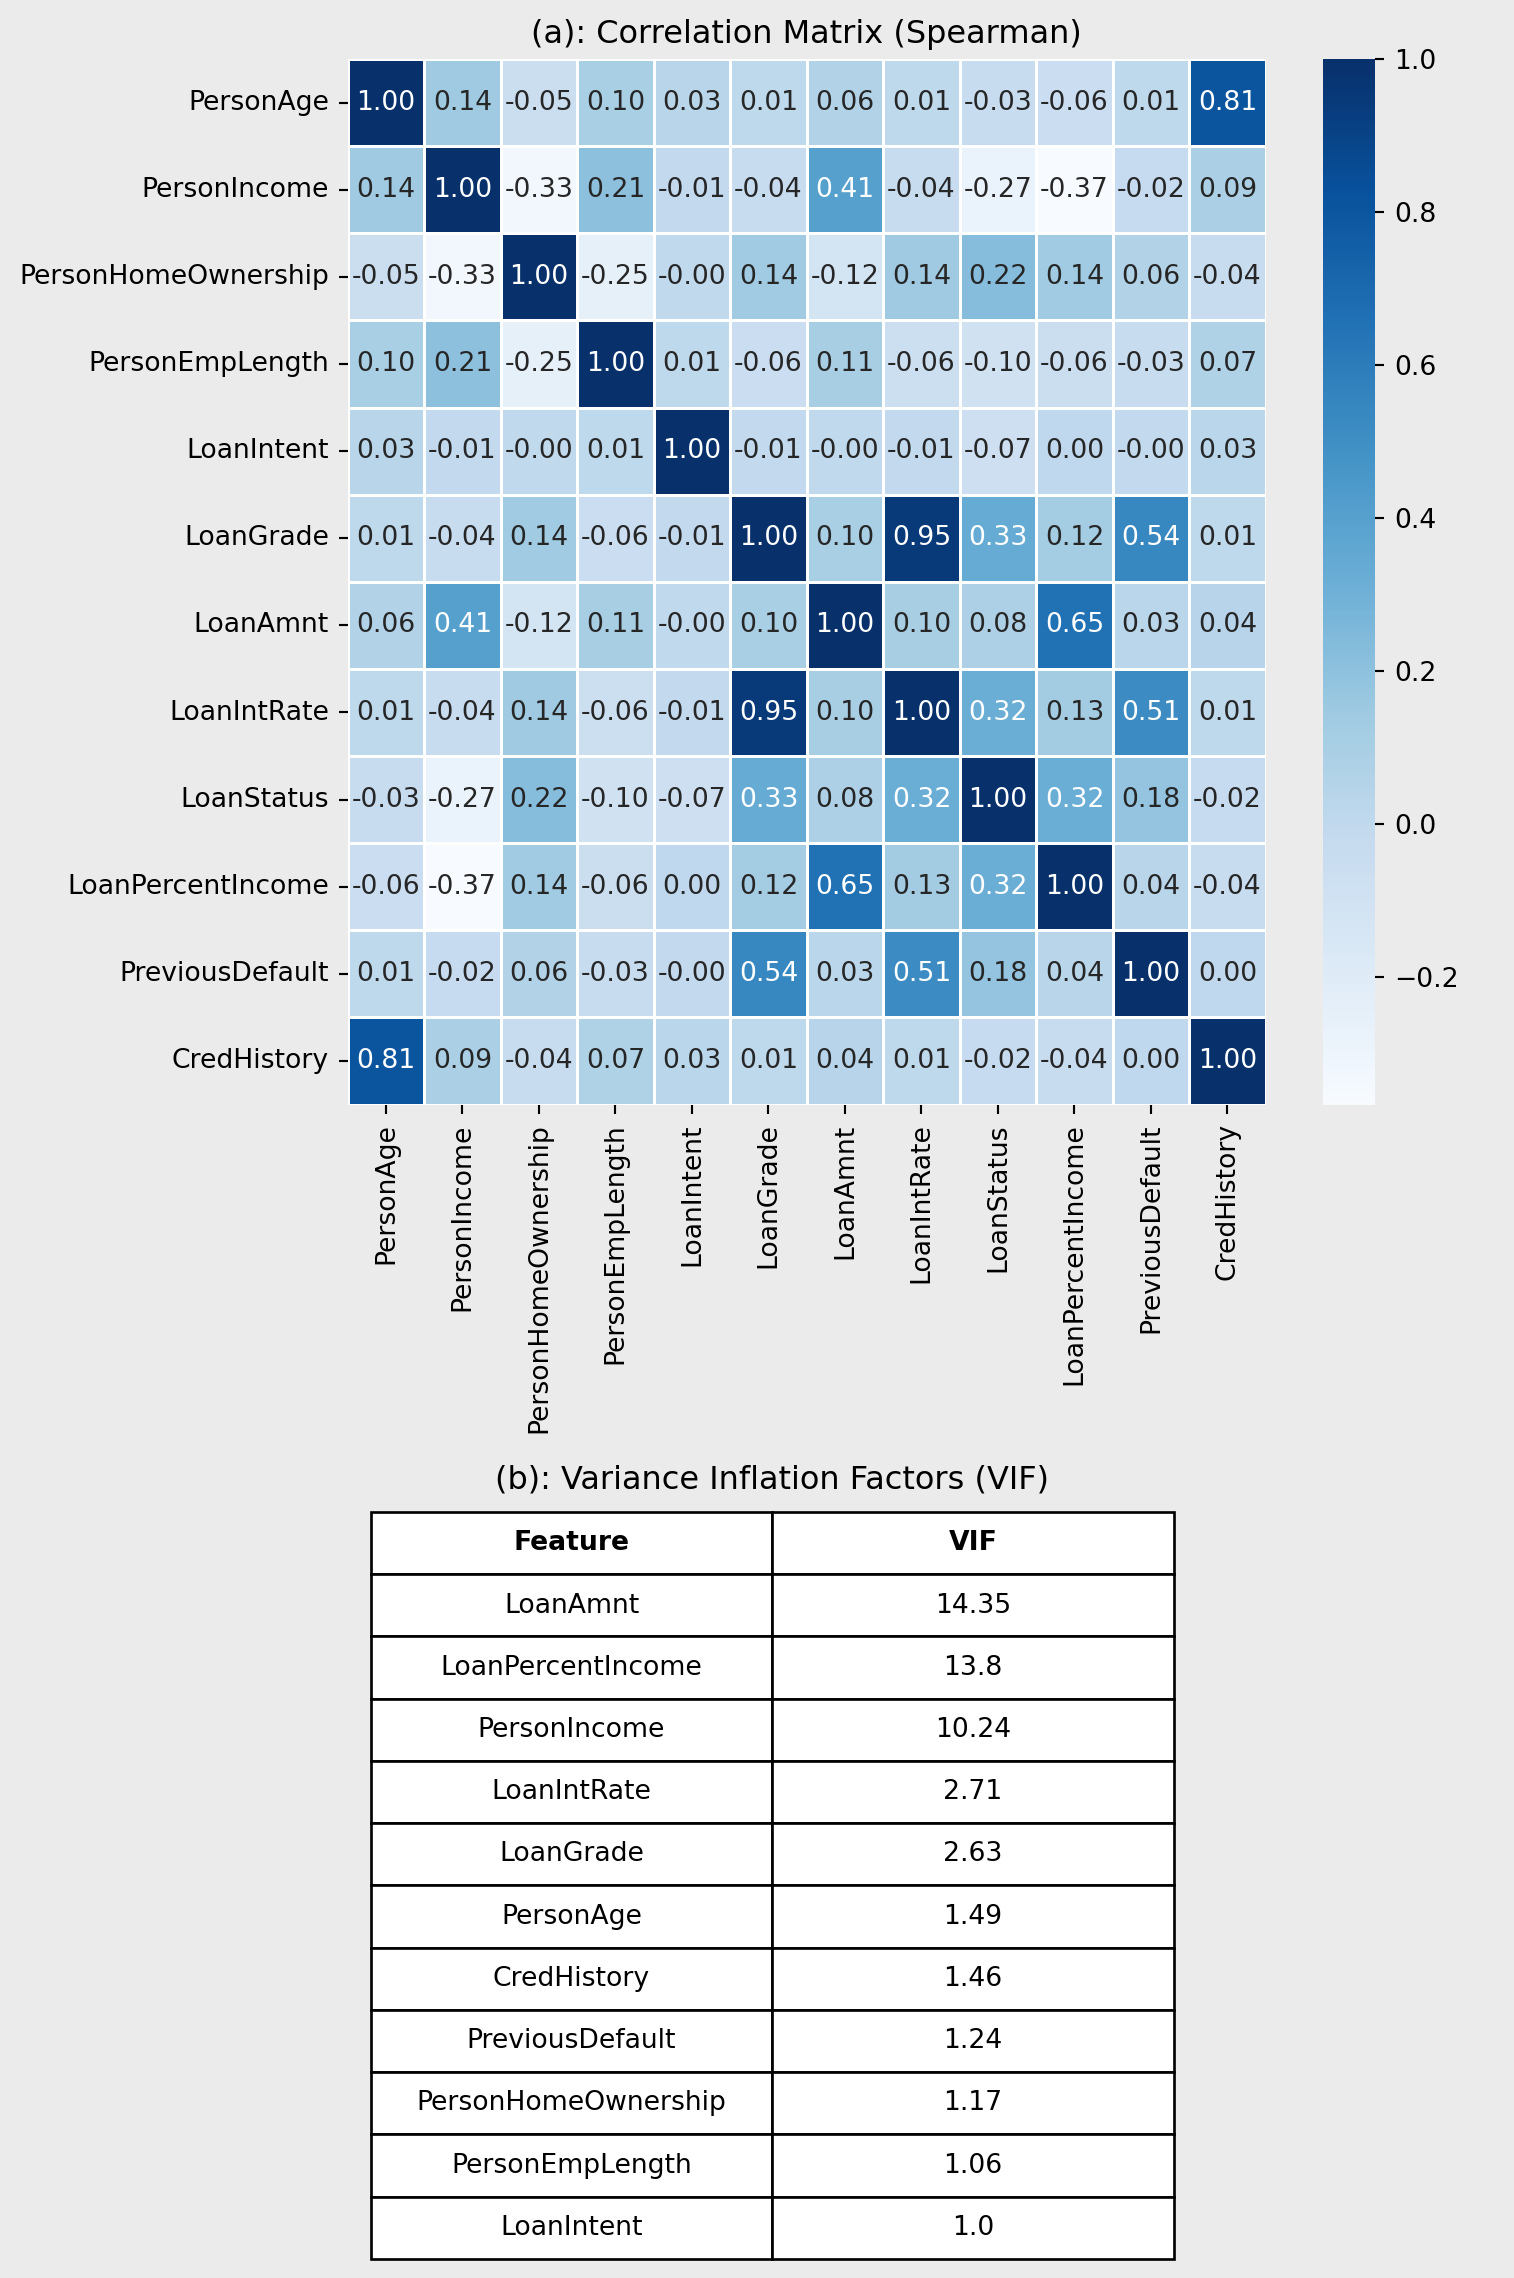 (a): Correlation Matrix (Spearman)
PersonAge 1.00 0.14 -0.05 0.10 0.03 0.01 0.06 0.01 -0.03 -0.06 0.01 0.81
PersonIncome 0.14 1.00 -0.33 0.21 -0.01 -0.04 0.41 -0.04 -0.27 -0.37 -0.02 0.09
PersonHomeOwnership -0.05 -0.33 1.00 -0.25 -0.00 0.14 -0.12 0.14 0.22 0.14 0.06 -0.04
PersonEmpLength 0.10 0.21 -0.25 1.00 0.01 -0.06 0.11 -0.06 -0.10 -0.06 -0.03 0.07
LoanIntent 0.03 -0.01 -0.00 0.01 1.00 -0.01 -0.00 -0.01 -0.07 0.00 -0.00 0.03
LoanGrade 0.01 -0.04 0.14 -0.06 -0.01 1.00 0.10 0.95 0.33 0.12 0.54 0.01
LoanAmnt 0.06 0.41 -0.12 0.11 -0.00 0.10 1.00 0.10 0.08 0.65 0.03 0.04
LoanIntRate 0.01 -0.04 0.14 -0.06 -0.01 0.95 0.10 1.00 0.32 0.13 0.51 0.01
LoanStatus -0.03 -0.27 0.22 -0.10 -0.07 0.33 0.08 0.32 1.00 0.32 0.18 -0.02
LoanPercentIncome -0.06 -0.37 0.14 -0.06 0.00 0.12 0.65 0.13 0.32 1.00 0.04 -0.04
PreviousDefault 0.01 -0.02 0.06 -0.03 -0.00 0.54 0.03 0.51 0.18 0.04 1.00 0.00
CredHistory 0.81 0.09 -0.04 0.07 0.03 0.01 0.04 0.01 -0.02 -0.04 0.00 1.00
PersonAge
PersonIncome
PersonHomeOwnership
PersonEmpLength
LoanIntent
LoanGrade
LoanAmnt
LoanIntRate
LoanStatus
LoanPercentIncome
PreviousDefault
CredHistory
1.0
0.8
0.6
0.4
0.2
0.0
−0.2
(b): Variance Inflation Factors (VIF)
Feature VIF
LoanAmnt 14.35
LoanPercentIncome 13.8
PersonIncome 10.24
LoanIntRate 2.71
LoanGrade 2.63
PersonAge 1.49
CredHistory 1.46
PreviousDefault 1.24
PersonHomeOwnership 1.17
PersonEmpLength 1.06
LoanIntent 1.0